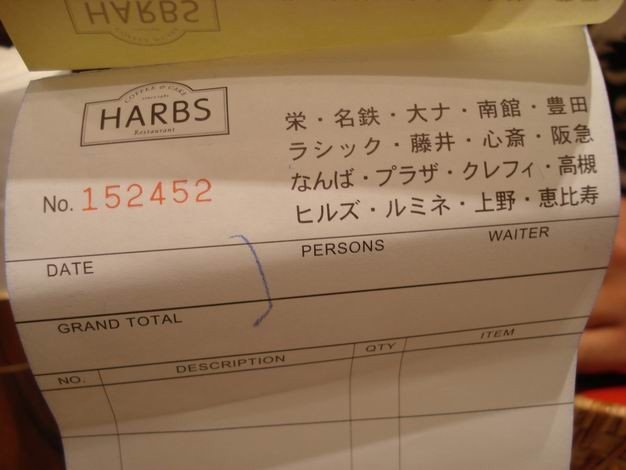 COFFEE & CAKE
since 1981
HARBS
Restaurant
No. 152452
栄・名鉄・大ナ・南館・豊田
ラシック・藤井・心斎・阪急
なんば・プラザ・クレフィ・高槻
ヒルズ・ルミネ・上野・恵比寿
DATE
PERSONS
WAITER
GRAND TOTAL
NO.
DESCRIPTION
QTY
ITEM